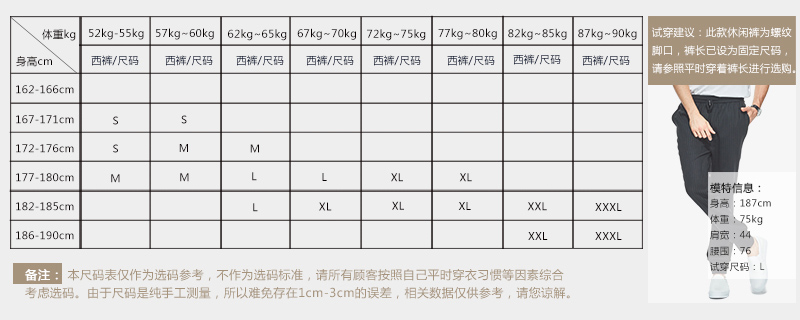 体重kg 52kg-55kg 57kg~60kg 62kg~65kg 67kg~70kg 72kg~75kg 77kg~80kg 82kg~85kg 87kg~90kg
身高cm 西裤/尺码 西裤/尺码 西裤/尺码 西裤/尺码 西裤/尺码 西裤/尺码 西裤/尺码 西裤/尺码
162-166cm
167-171cm S S
172-176cm S M M
177-180cm M M L L XL XL
182-185cm L XL XL XL XXL XXXL
186-190cm XXL XXXL
试穿建议：此款休闲裤为螺纹
脚口，裤长已设为固定尺码，
请参照平时穿着裤长进行选购。
模特信息：
身高：187cm
体重：75kg
肩宽：44
腰围：76
试穿尺码：L
备注： 本尺码表仅作为选码参考，不作为选码标准，请所有顾客按照自己平时穿衣习惯等因素综合
考虑选码。由于尺码是纯手工测量，所以难免存在1cm-3cm的误差，相关数据仅供参考，请您谅解。